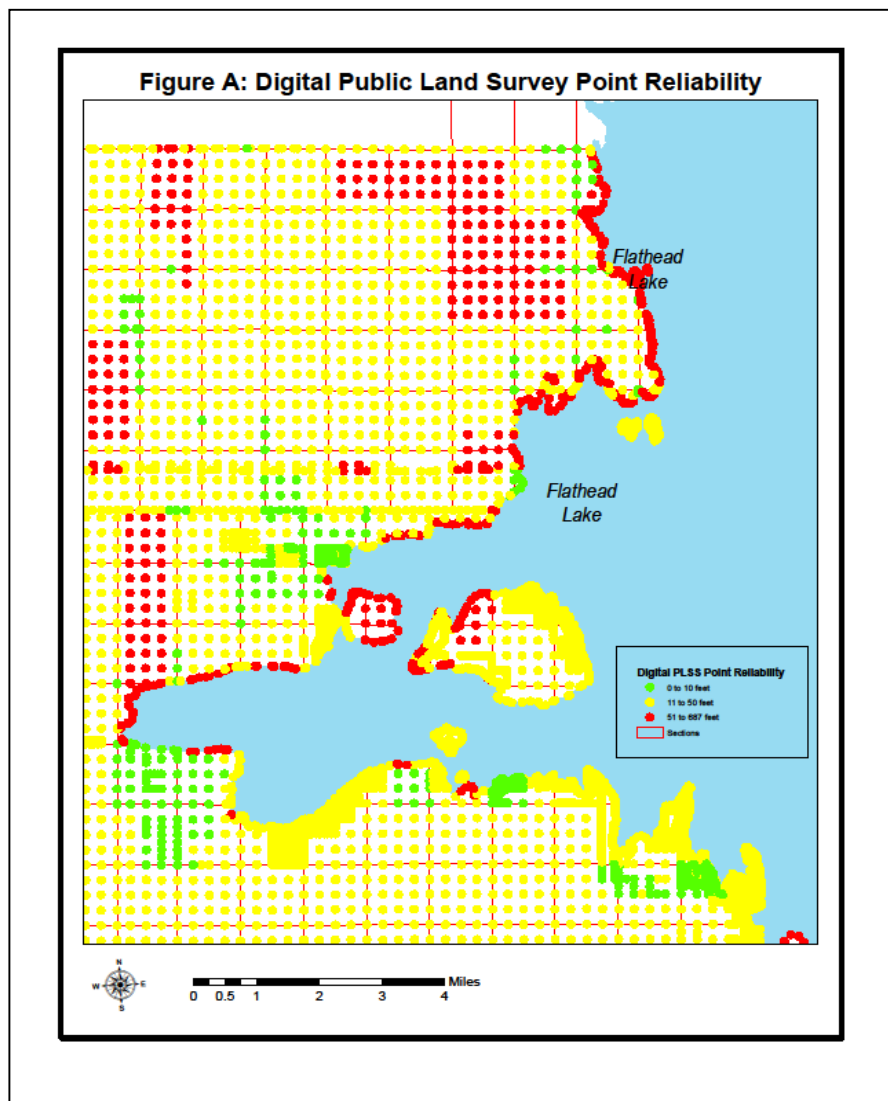 Figure A: Digital Public Land Survey Point Reliability
Flathead
Lake
Flathead
Lake
Digital PLSS Point Reliability
0 to 10 feet
11 to 50 feet
51 to 687 feet
Sections
N
W
E
S
Miles
0 0.5 1 2 3 4